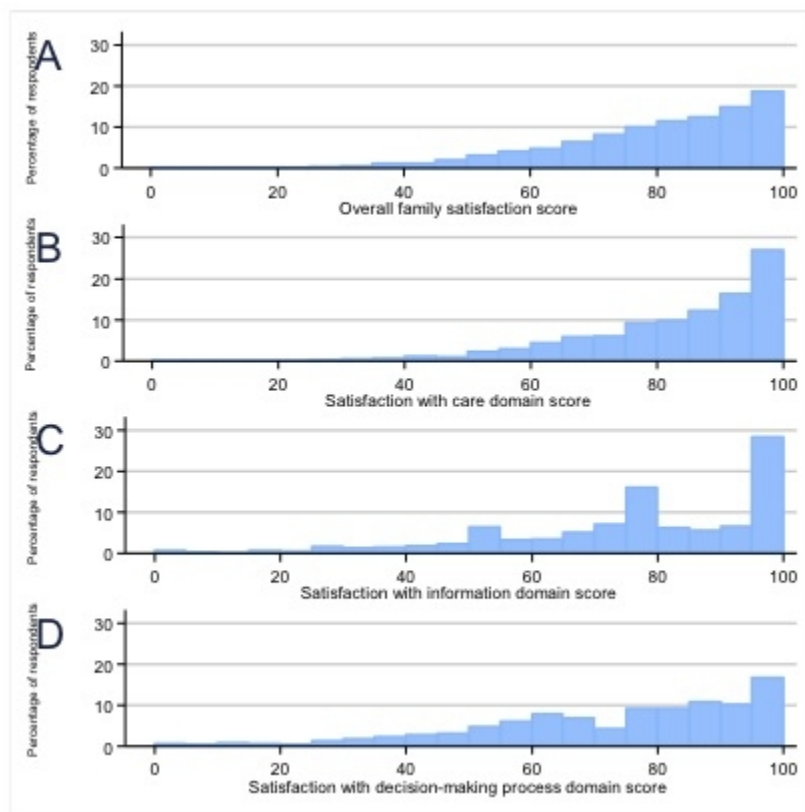 A
Percentage of respondents
30
20
10
0
0 20 40 60 80 100
Overall family satisfaction score
B
Percentage of respondents
30
20
10
0
0 20 40 60 80 100
Satisfaction with care domain score
C
Percentage of respondents
30
20
10
0
0 20 40 60 80 100
Satisfaction with information domain score
D
Percentage of respondents
30
20
10
0
0 20 40 60 80 100
Satisfaction with decision-making process domain score